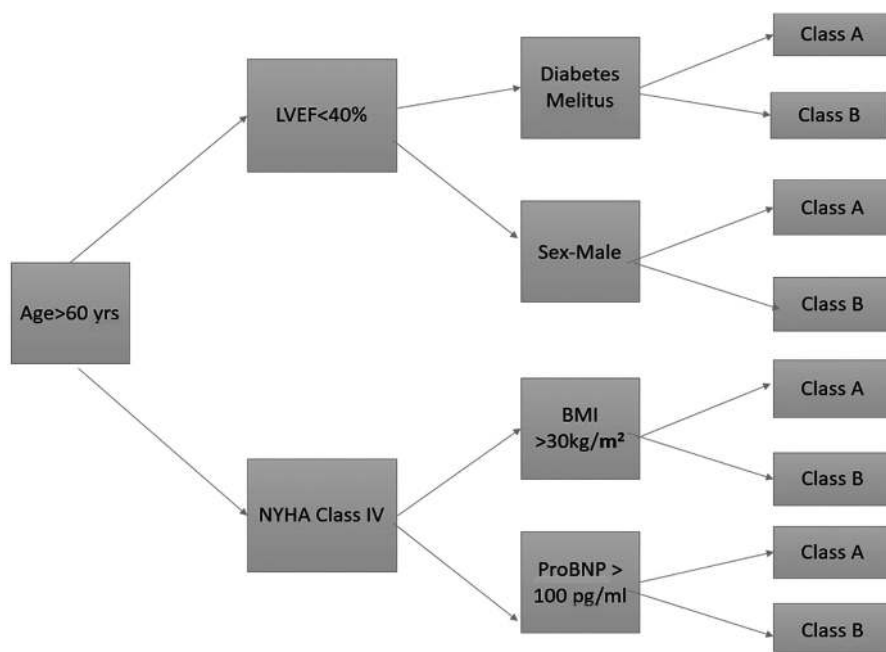 Age>60 yrs
LVEF<40%
NYHA Class IV
Diabetes
Melitus
Sex-Male
BMI
>30kg/m²
ProBNP >
100 pg/ml
Class A
Class B
Class A
Class B
Class A
Class B
Class A
Class B